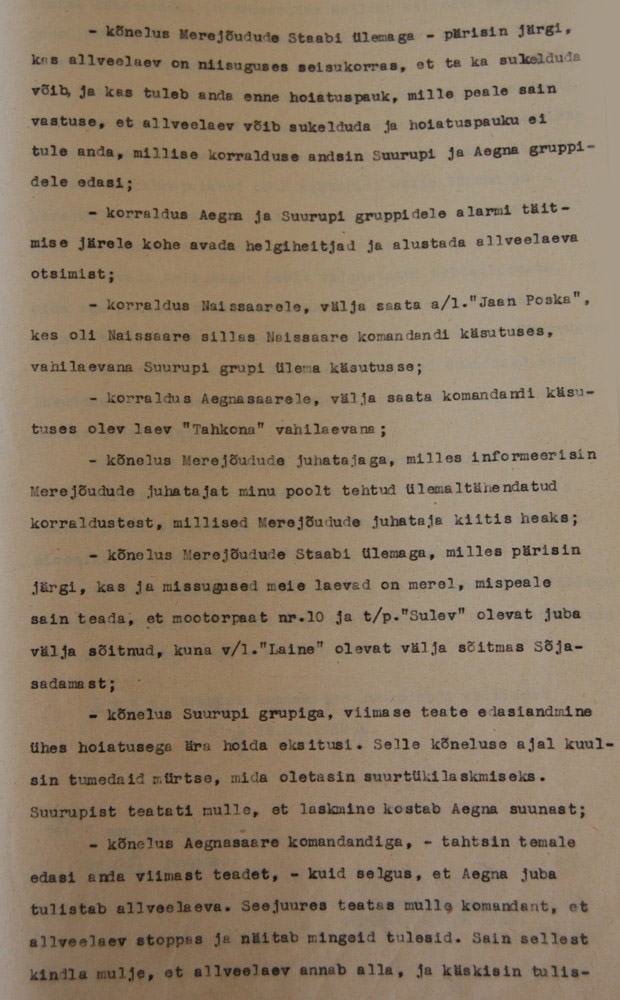 - kõnelus Merejõudude Staabi ülemaga - pärisin järgi,
kas allveelaev on niisuguses seisukorras, et ta ka sukelduda
võib, ja kas tuleb anda enne hoiatuspauk, mille peale sain
vastuse, et allveelaev võib sukelduda ja hoiatuspauku ei
tule anda, millise korralduse andsin Suurupi ja Aegna gruppi-
dele edasi;
- korraldus Aegna ja Suurupi gruppidele alarmi täit-
mise järele kohe avada helgiheitjad ja alustada allveelaeva
otsimist;
- korraldus Naissaarele, välja saata a/l."Jaan Poska",
kes oli Naissaare sillas Naissaare komandandi käsutuses,
vahilaevana Suurupi grupi ülema käsutusse;
- korraldus Aegnasaarele, välja saata komandandi käsu-
tuses olev laev "Tahkona" vahilaevana;
- kõnelus Merejõudude juhatajaga, milles informeerisin
Merejõudude juhatajat minu poolt tehtud ülemaltähendatud
korraldustest, millised Merejõudude juhataja kiitis heaks;
- kõnelus Merejõudude Staabi ülemaga, milles pärisin
järgi, kas ja missugused meie laevad on merel, mispeale
sain teada, et mootorpaat nr.10 ja t/p."Sulev" olevat juba
välja sõitnud, kuna v/l."Laine" olevat välja sõitmas Sõja-
sadamast;
- kõnelus Suurupi grupiga, viimase teate edasiandmine
ühes hoiatusega ära hoida eksitusi. Selle kõneluse ajal kuul-
sin tumedaid mürtse, mida oletasin suurtükilaskmiseks.
Suurupist teatati mulle, et laskmine kostab Aegna suunast;
- kõnelus Aegnasaare komandandiga, - tahtsin temale
edasi anda viimast teadet, - kuid selgus, et Aegna juba
tulistab allveelaeva. Seejuures teatas mulle komandant, et
allveelaev stoppas ja näitab mingeid tulesid. Sain sellest
kindla mulje, et allveelaev annab alla, ja käskisin tulis-